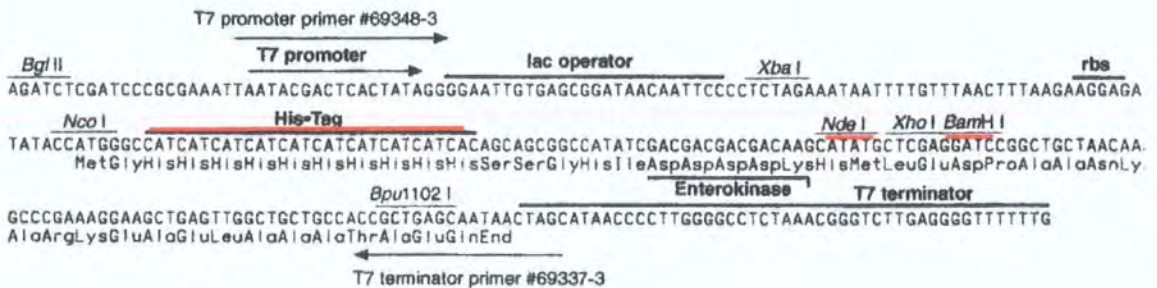 T7 promoter primer #69348-3
Bgl II T7 promoter lac operator Xba I rbs
AGATCTCGATCCCGCGAAATTAATACGACTCACTATAGGGGAATTGTGAGCGGATAACAATTCCCCTCTAGAAATAATTTTGTTTAACTTTAAGAAGGAGA
Nco I His•Tag Nde I Xho I BamH I
TATACCATGGGCCATCATCATCATCATCATCATCATCATCACAGCAGCGGCCATATCGACGACGACGACAAGCATATGCTCGAGGATCCGGCTGCTAACAA
MetGlyHisHisHisHisHisHisHisHisHisHisSerSerGlyHisIleAspAspAspAspLysHisMetLeuGluAspProAlaAlaAsnLy
Enterokinase
Bpu1102 I T7 terminator
GCCCGAAAGGAAGCTGAGTTGGCTGCTGCCACCGCTGAGCAATAACTAGCATAACCCCTTGGGGCCTCTAAACGGGTCTTGAGGGGTTTTTTG
AlaArgLysGluAlaGluLeuAlaAlaAlaThrAlaGluGlnEnd
T7 terminator primer #69337-3